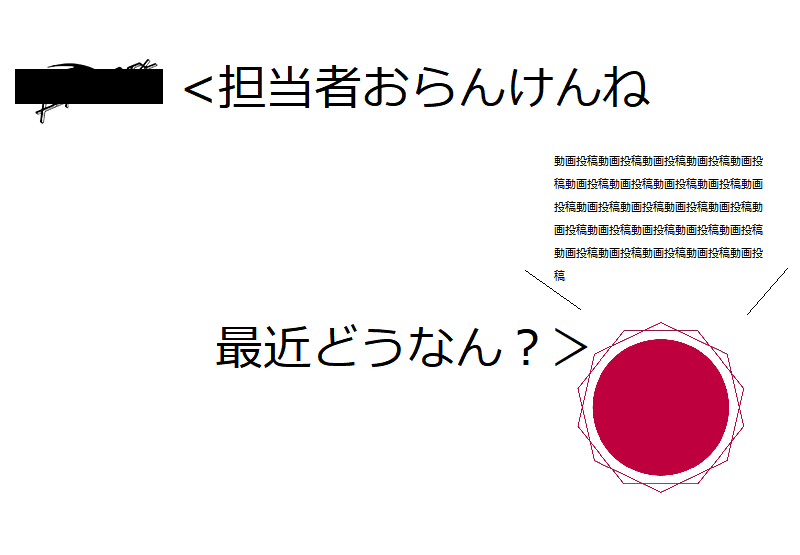 <担当者おらんけんね
動画投稿動画投稿動画投稿動画投稿動画投
稿動画投稿動画投稿動画投稿動画投稿動画
投稿動画投稿動画投稿動画投稿動画投稿動
画投稿動画投稿動画投稿動画投稿動画投稿
動画投稿動画投稿動画投稿動画投稿動画投
稿
最近どうなん？>